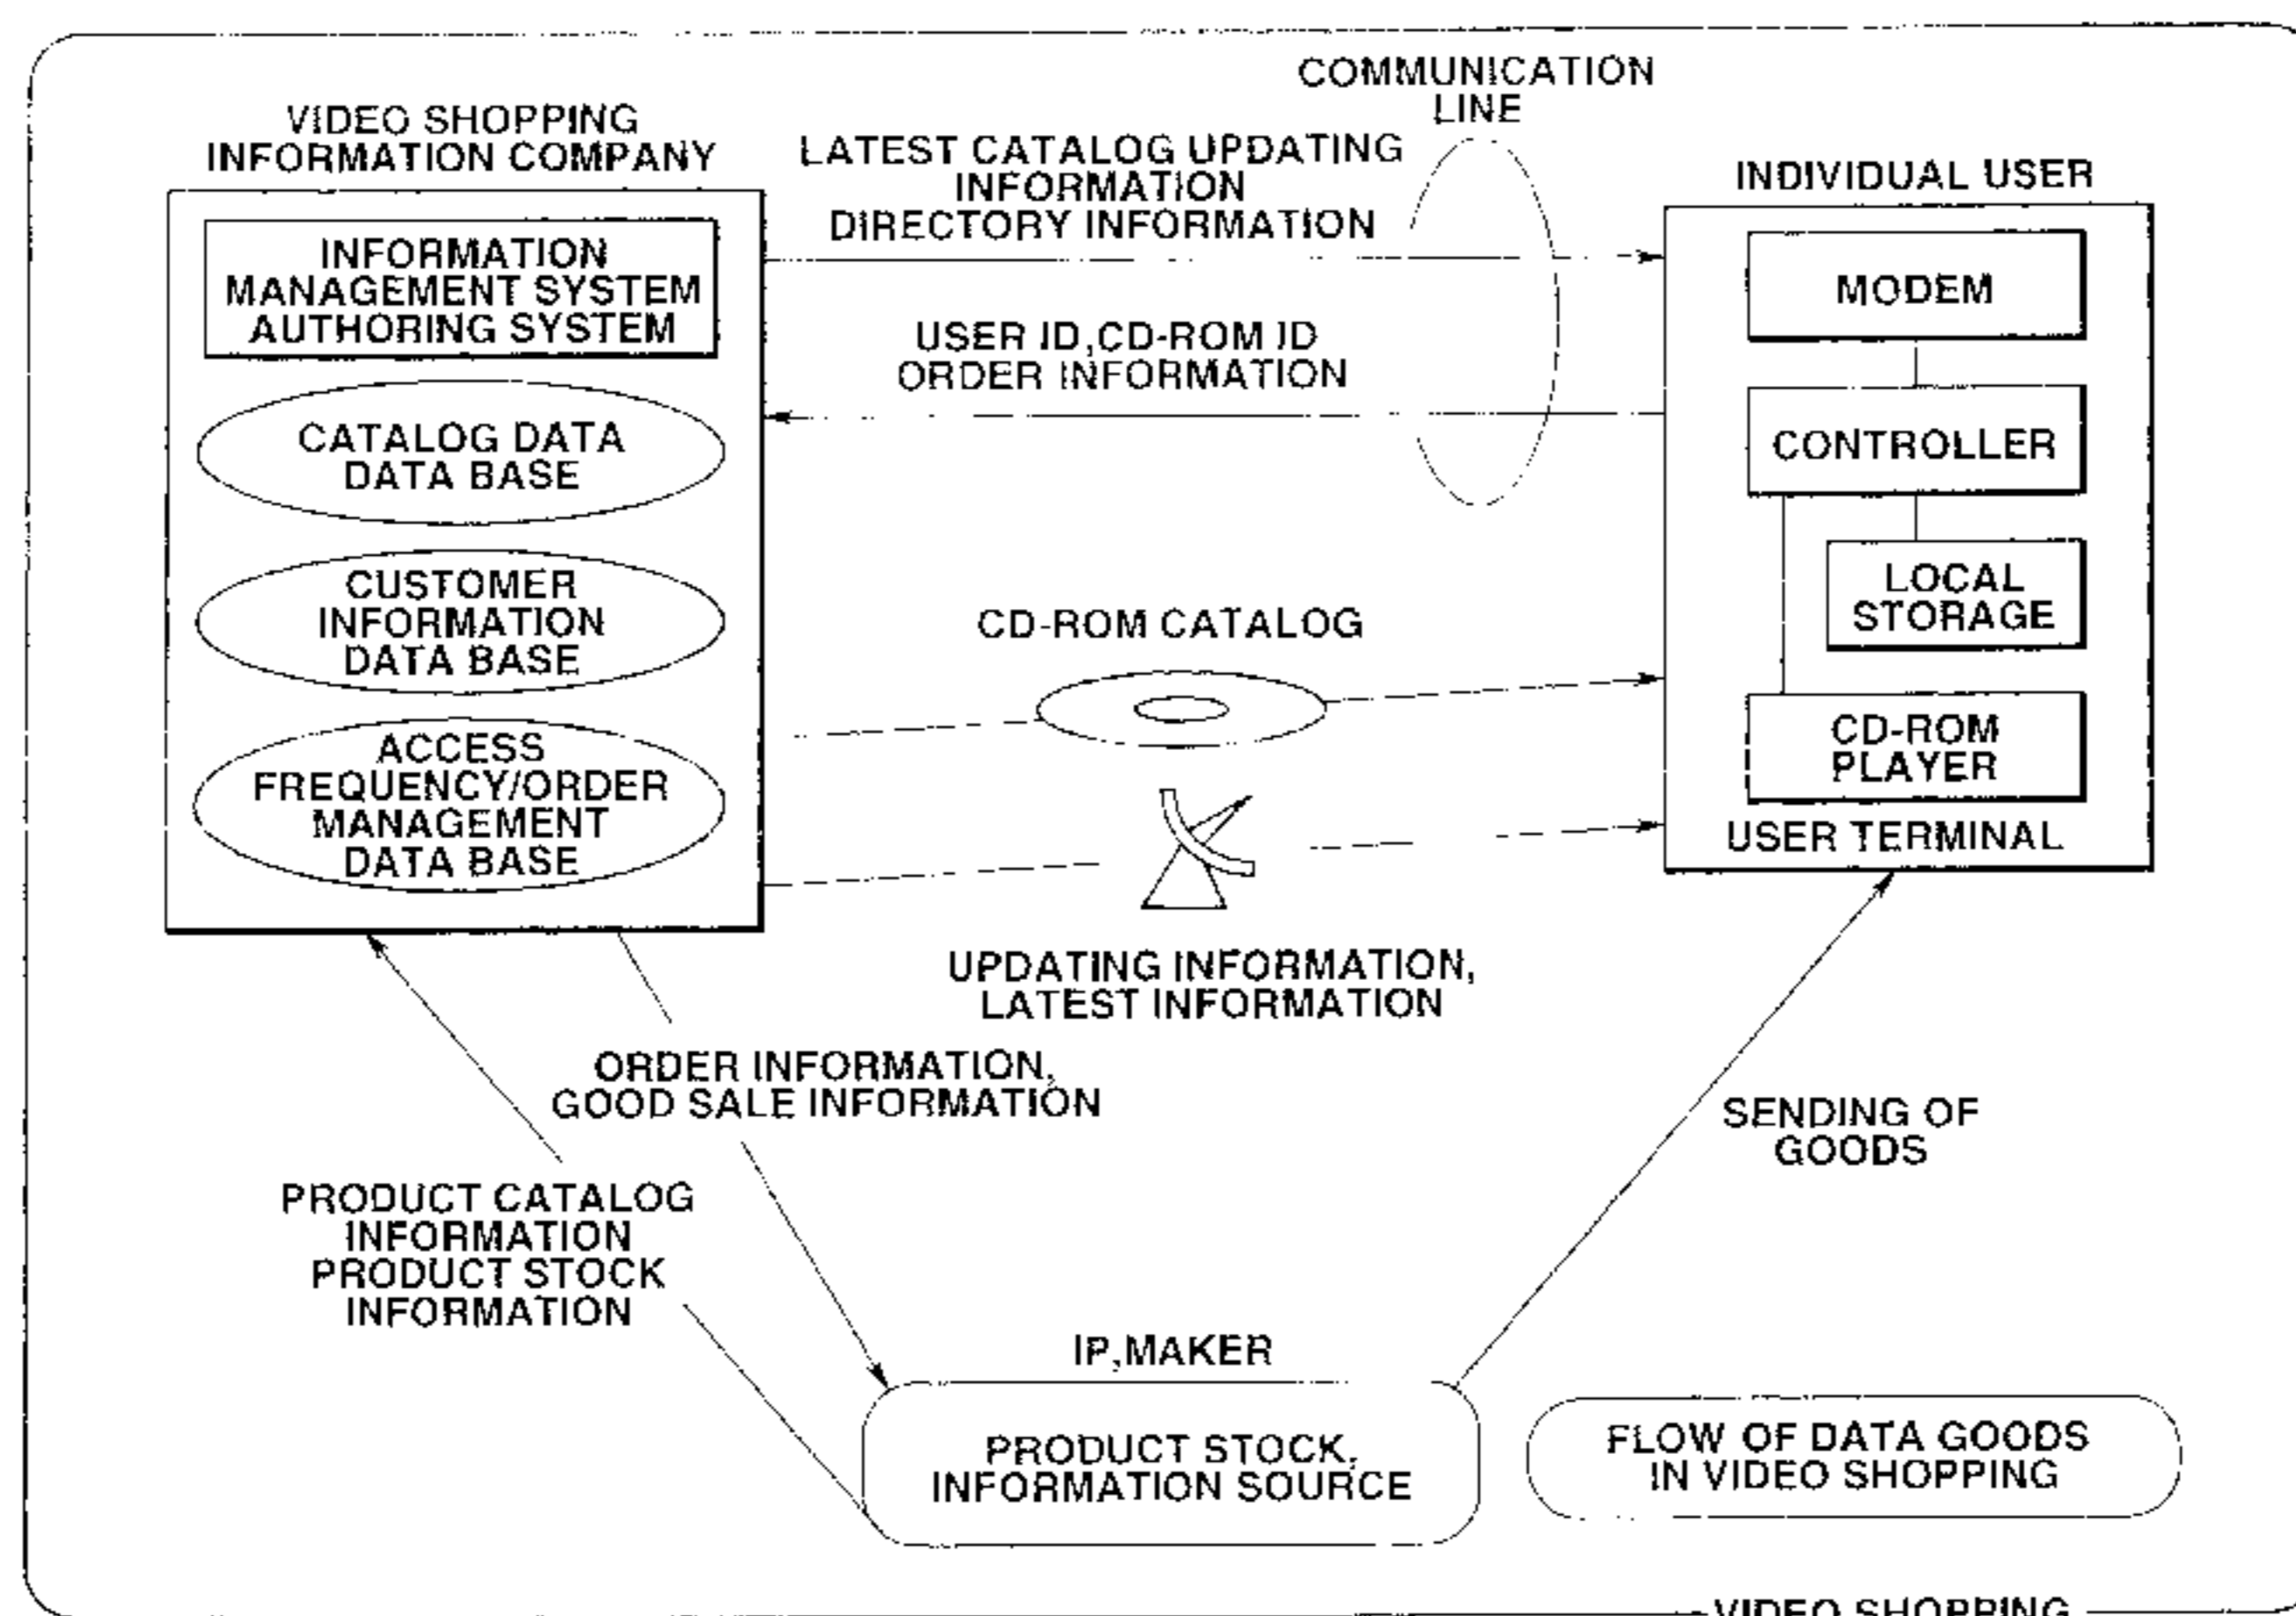 COMMUNICATION
LINE
VIDEO SHOPPING
INFORMATION COMPANY
LATEST CATALOG UPDATING
INFORMATION
DIRECTORY INFORMATION
INDIVIDUAL USER
INFORMATION
MANAGEMENT SYSTEM
AUTHORING SYSTEM
MODEM
USER ID,CD-ROM ID
ORDER INFORMATION
CATALOG DATA
DATA BASE
CONTROLLER
CUSTOMER
INFORMATION
DATA BASE
LOCAL
STORAGE
CD-ROM CATALOG
ACCESS
FREQUENCY/ORDER
MANAGEMENT
DATA BASE
CD-ROM
PLAYER
USER TERMINAL
UPDATING INFORMATION,
LATEST INFORMATION
ORDER INFORMATION,
GOOD SALE INFORMATION
SENDING OF
GOODS
PRODUCT CATALOG
INFORMATION
PRODUCT STOCK
INFORMATION
IP,MAKER
PRODUCT STOCK,
INFORMATION SOURCE
FLOW OF DATA GOODS
IN VIDEO SHOPPING
VIDEO SHOPPING